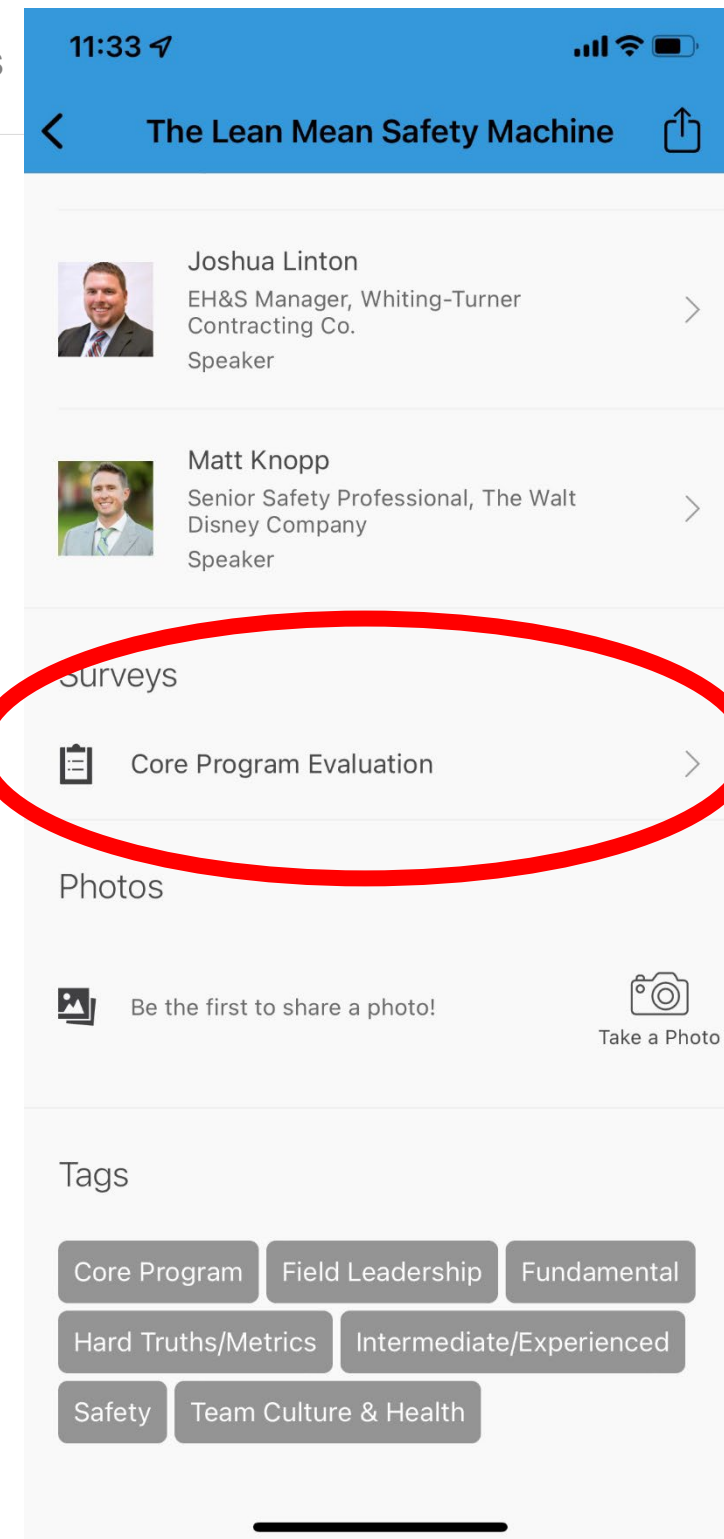 S
11:33
The Lean Mean Safety Machine
Joshua Linton
EH&S Manager, Whiting-Turner
Contracting Co.
Speaker
Matt Knopp
Senior Safety Professional, The Walt
Disney Company
Speaker
Surveys
Core Program Evaluation
Photos
Be the first to share a photo!
Take a Photo
Tags
Core Program Field Leadership Fundamental
Hard Truths/Metrics Intermediate/Experienced
Safety Team Culture & Health